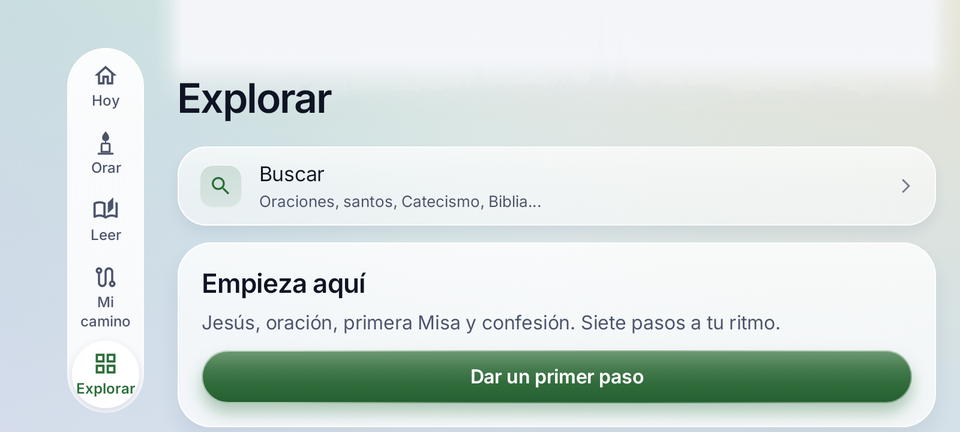 Hoy
Orar
Leer
Mi
camino
Explorar
Explorar
Buscar
Oraciones, santos, Catecismo, Biblia...
Empieza aquí
Jesús, oración, primera Misa y confesión. Siete pasos a tu ritmo.
Dar un primer paso